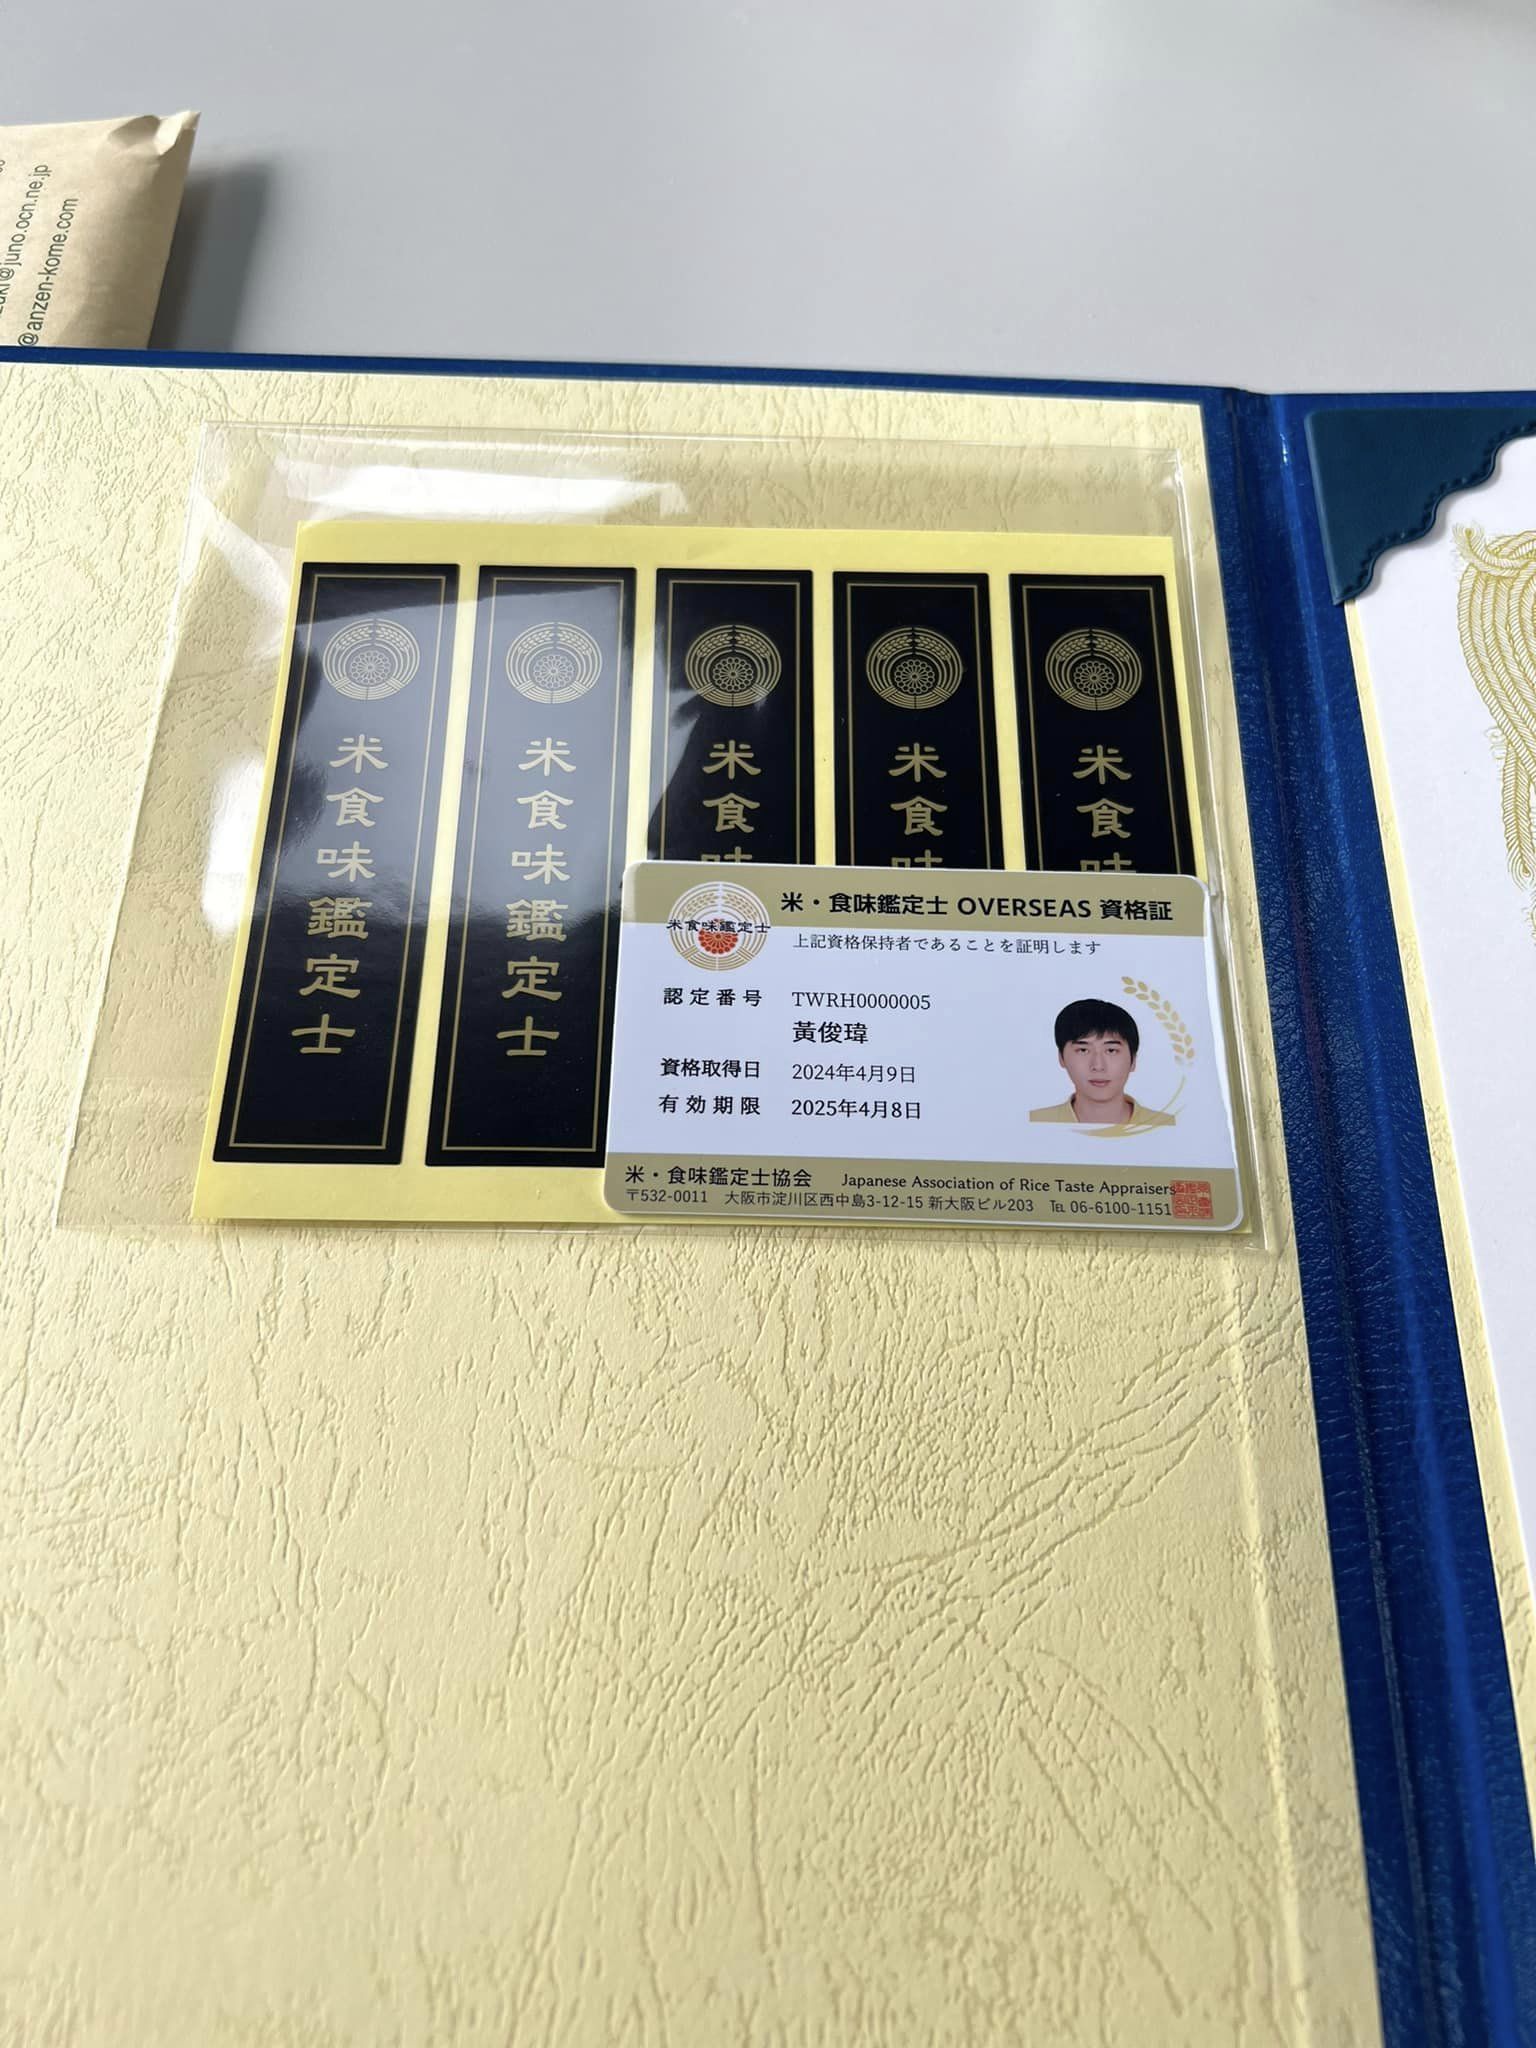 @juno.ocn.ne.jp
@anzen-kome.com
米食味鑑定士
米食味鑑定士
米食味
米食味
米食味
米食味鑑定士
米・食味鑑定士 OVERSEAS 資格証
上記資格保持者であることを証明します
認定番号 TWRH0000005
黃俊瑋
資格取得日 2024年4月9日
有効期限 2025年4月8日
米・食味鑑定士協会 Japanese Association of Rice Taste Appraisers
〒532-0011 大阪市淀川区西中島3-12-15 新大阪ビル203 ℡ 06-6100-1151